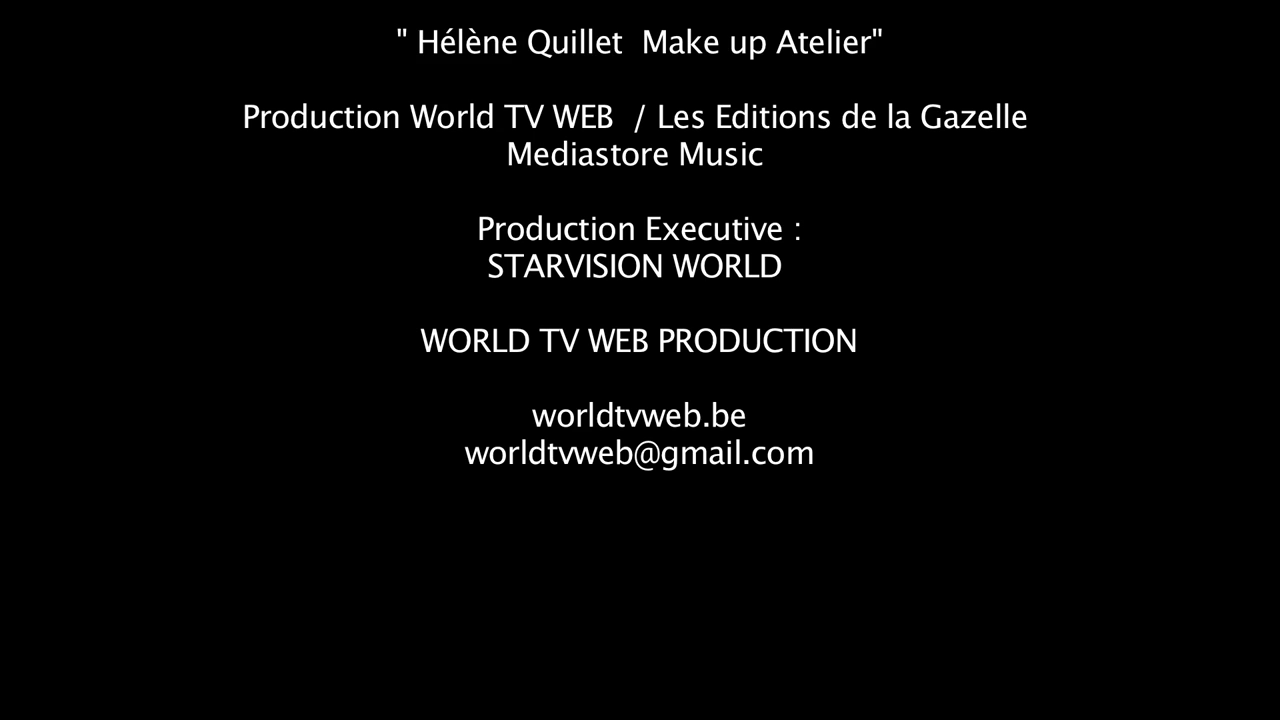 " Hélène Quillet  Make up Atelier"
Production World TV WEB  / Les Editions de la Gazelle
Mediastore Music
Production Executive :
STARVISION WORLD
WORLD TV WEB PRODUCTION
worldtvweb.be
worldtvweb@gmail.com